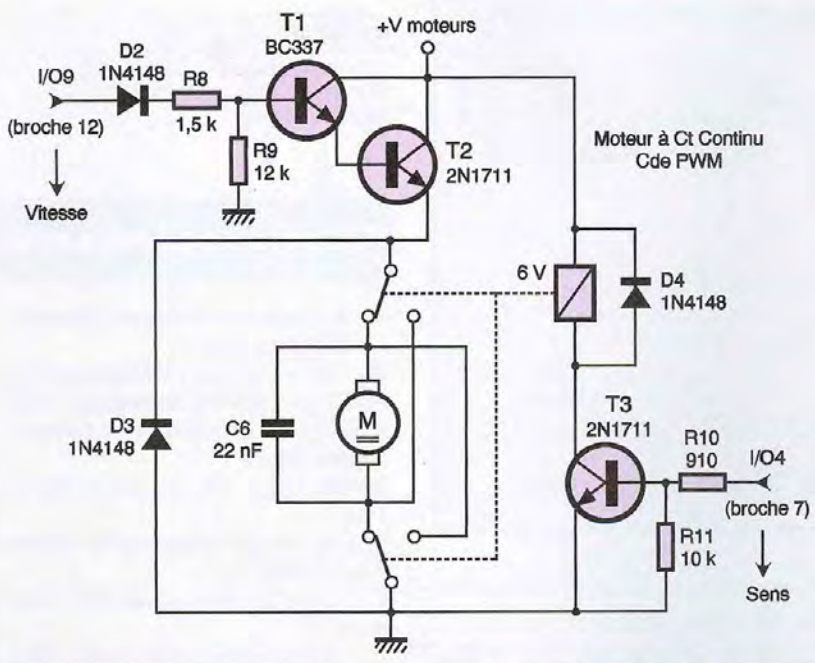 T1
BC337
+V moteurs
D2
1N4148
I/O9
(broche 12)
Vitesse
R8
1,5 k
R9
12 k
T2
2N1711
Moteur à Ct Continu
Cde PWM
6 V
D4
1N4148
D3
1N4148
C6
22 nF
M
T3
2N1711
R10
910
I/O4
(broche 7)
R11
10 k
Sens